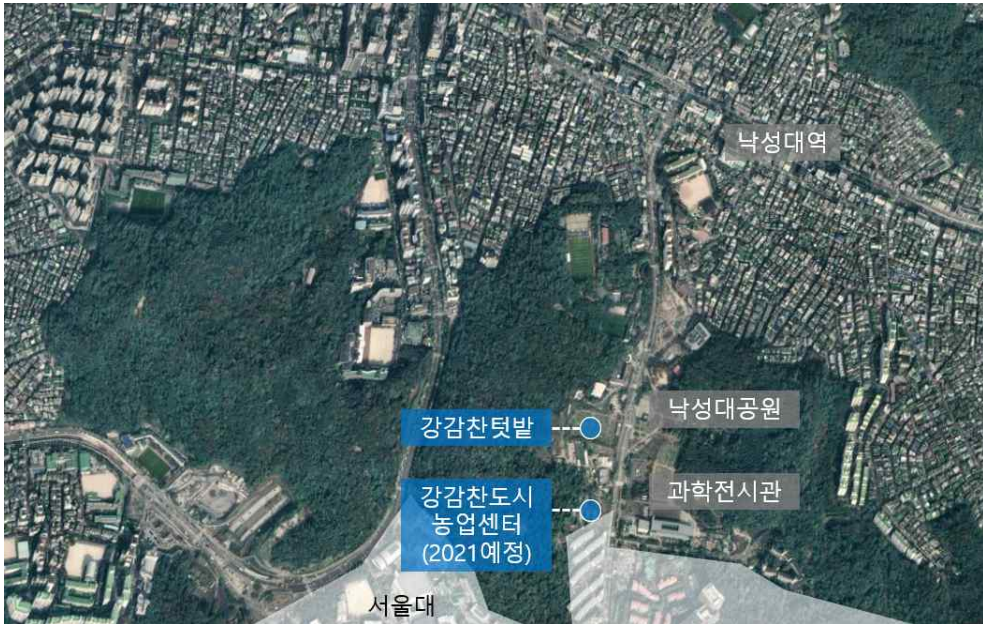 낙성대역
낙성대공원
강감찬텃밭
과학전시관
강감찬도시
농업센터
(2021예정)
서울대